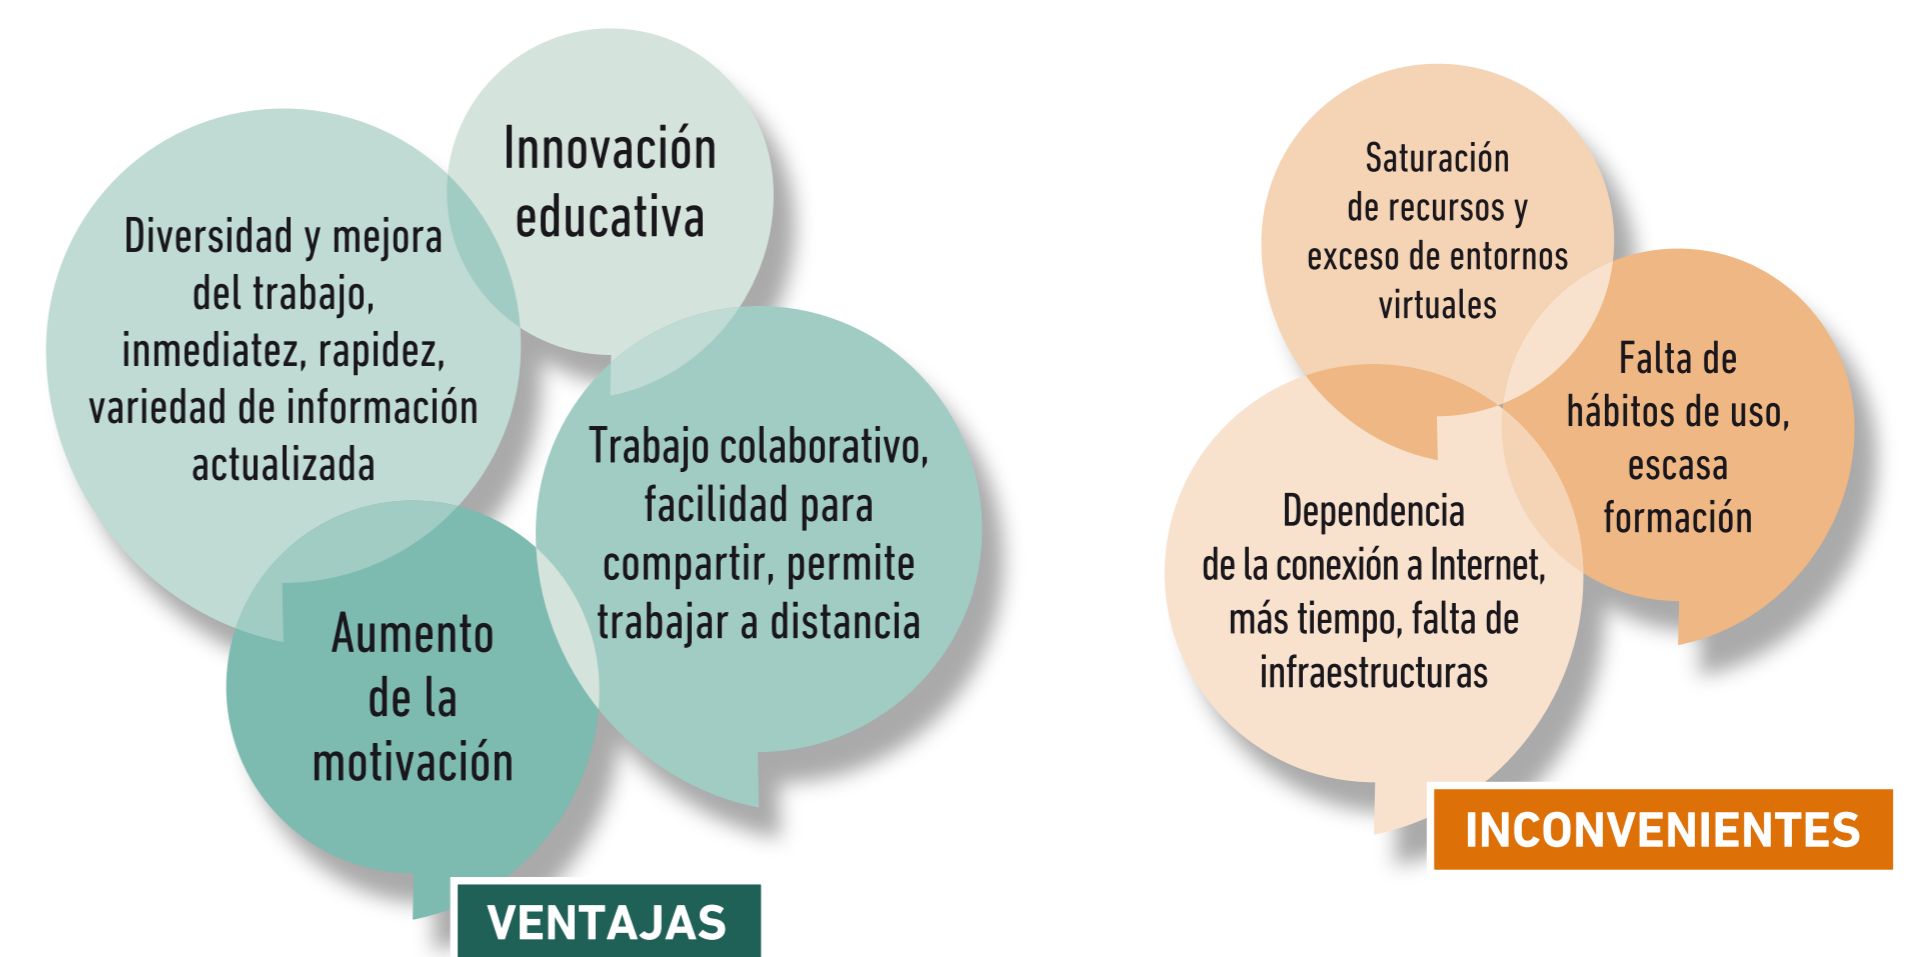 Innovación
educativa
Diversidad y mejora
del trabajo,
inmediatez, rapidez,
variedad de información
actualizada
Trabajo colaborativo,
facilidad para
compartir, permite
trabajar a distancia
Aumento
de la
motivación
VENTAJAS
Saturación
de recursos y
exceso de entornos
virtuales
Falta de
hábitos de uso,
escasa
formación
Dependencia
de la conexión a Internet,
más tiempo, falta de
infraestructuras
INCONVENIENTES